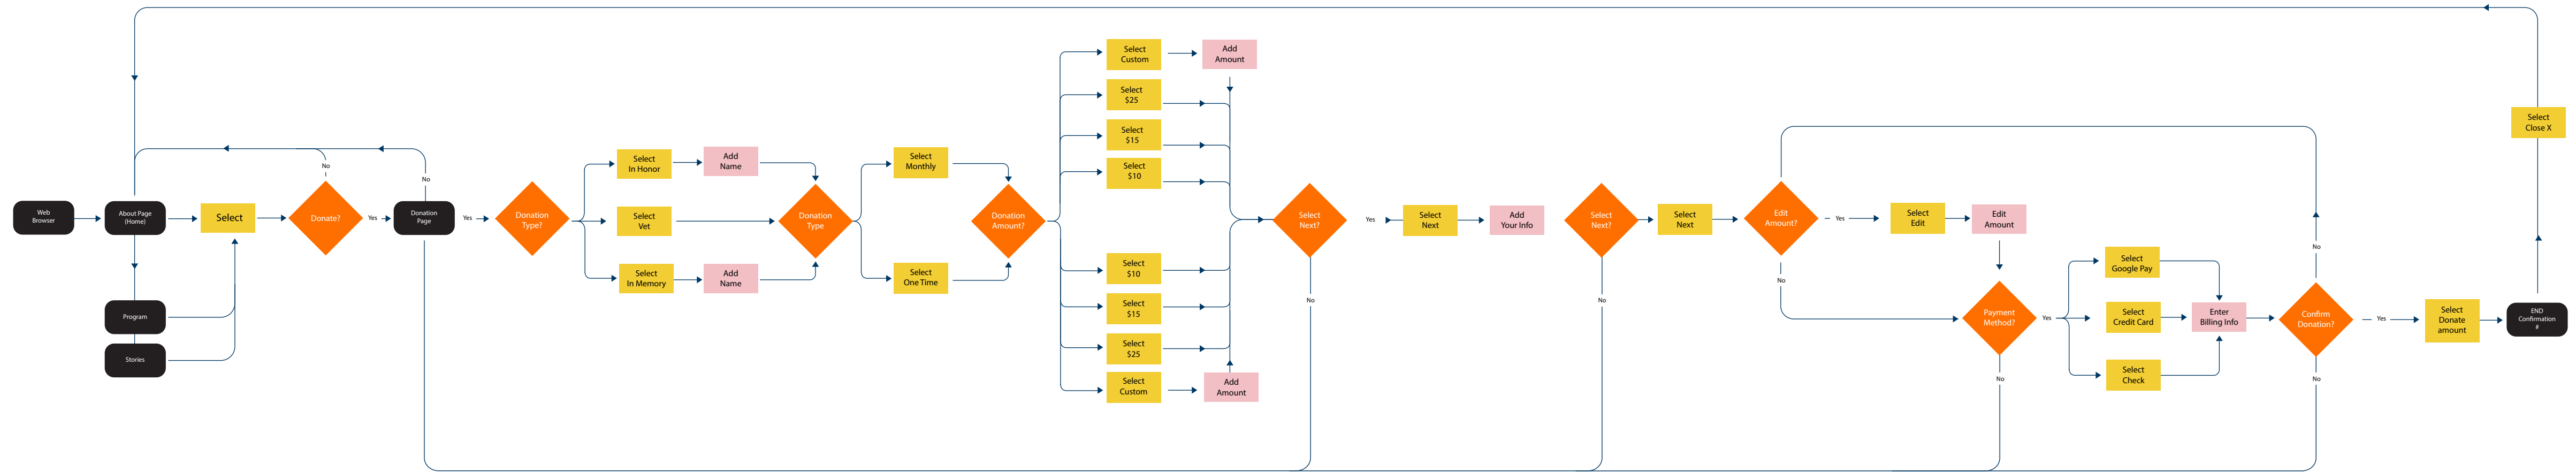 Web
Browser
About Page
(Home)
Program
Stories
Select
No
Donate?
Yes
No
Donation
Page
Yes
Donation
Type?
Select
In Honor
Add
Name
Select
Vet
Select
In Memory
Add
Name
Donation
Type
Select
Monthly
Select
One Time
Donation
Amount?
Select
Custom
Add
Amount
Select
$25
Select
$15
Select
$10
Select
$10
Select
$15
Select
$25
Select
Custom
Add
Amount
Select
Next?
No
Yes
Select
Next
Add
Your Info
Select
Next?
No
Select
Next
Edit
Amount?
Yes
No
Select
Edit
Edit
Amount
Payment
Method?
Yes
No
Select
Google Pay
Select
Credit Card
Select
Check
Enter
Billing Info
No
Confirm
Donation?
No
Yes
Select
Donate
amount
END
Confirmation
#
Select
Close X